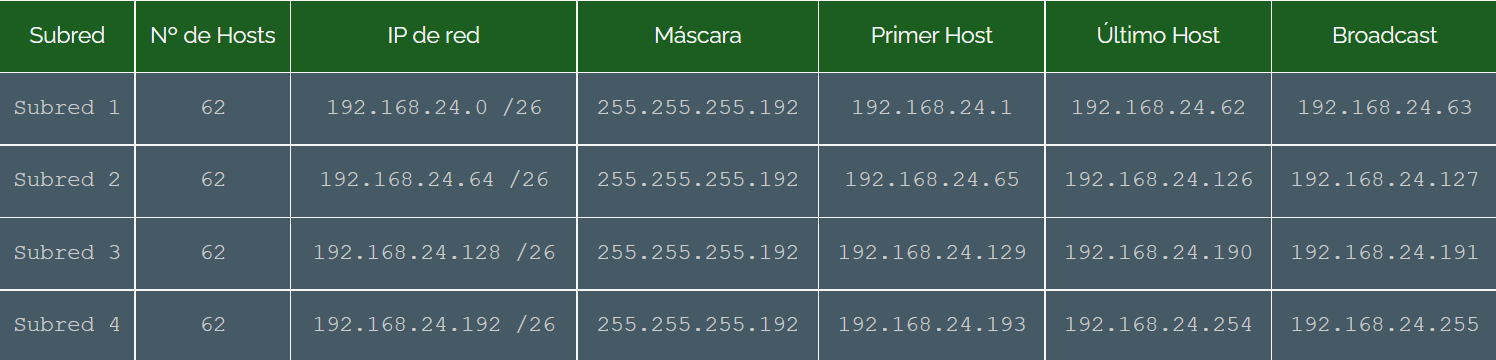 Subred Nº de Hosts IP de red Máscara Primer Host Último Host Broadcast
Subred 1 62 192.168.24.0 /26 255.255.255.192 192.168.24.1 192.168.24.62 192.168.24.63
Subred 2 62 192.168.24.64 /26 255.255.255.192 192.168.24.65 192.168.24.126 192.168.24.127
Subred 3 62 192.168.24.128 /26 255.255.255.192 192.168.24.129 192.168.24.190 192.168.24.191
Subred 4 62 192.168.24.192 /26 255.255.255.192 192.168.24.193 192.168.24.254 192.168.24.255